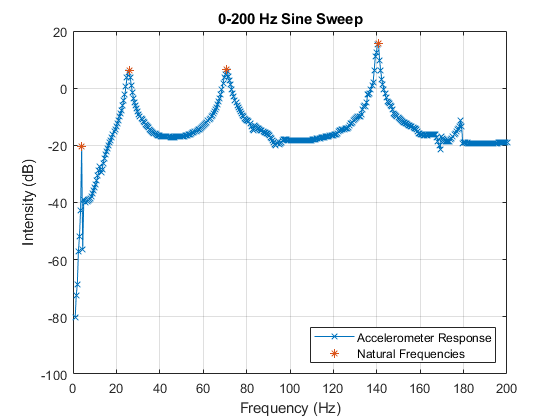 0-200 Hz Sine Sweep
20
0
-20
-40
-60
-80
-100
Intensity (dB)
0 20 40 60 80 100 120 140 160 180 200
Frequency (Hz)
Accelerometer Response
Natural Frequencies